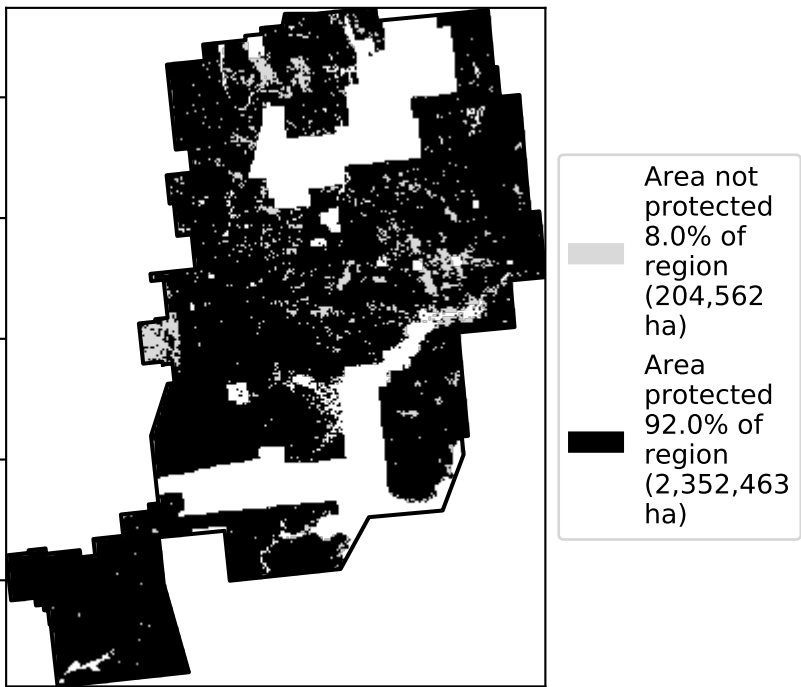 Area not
protected
8.0% of
region
(204,562
ha)
Area
protected
92.0% of
region
(2,352,463
ha)